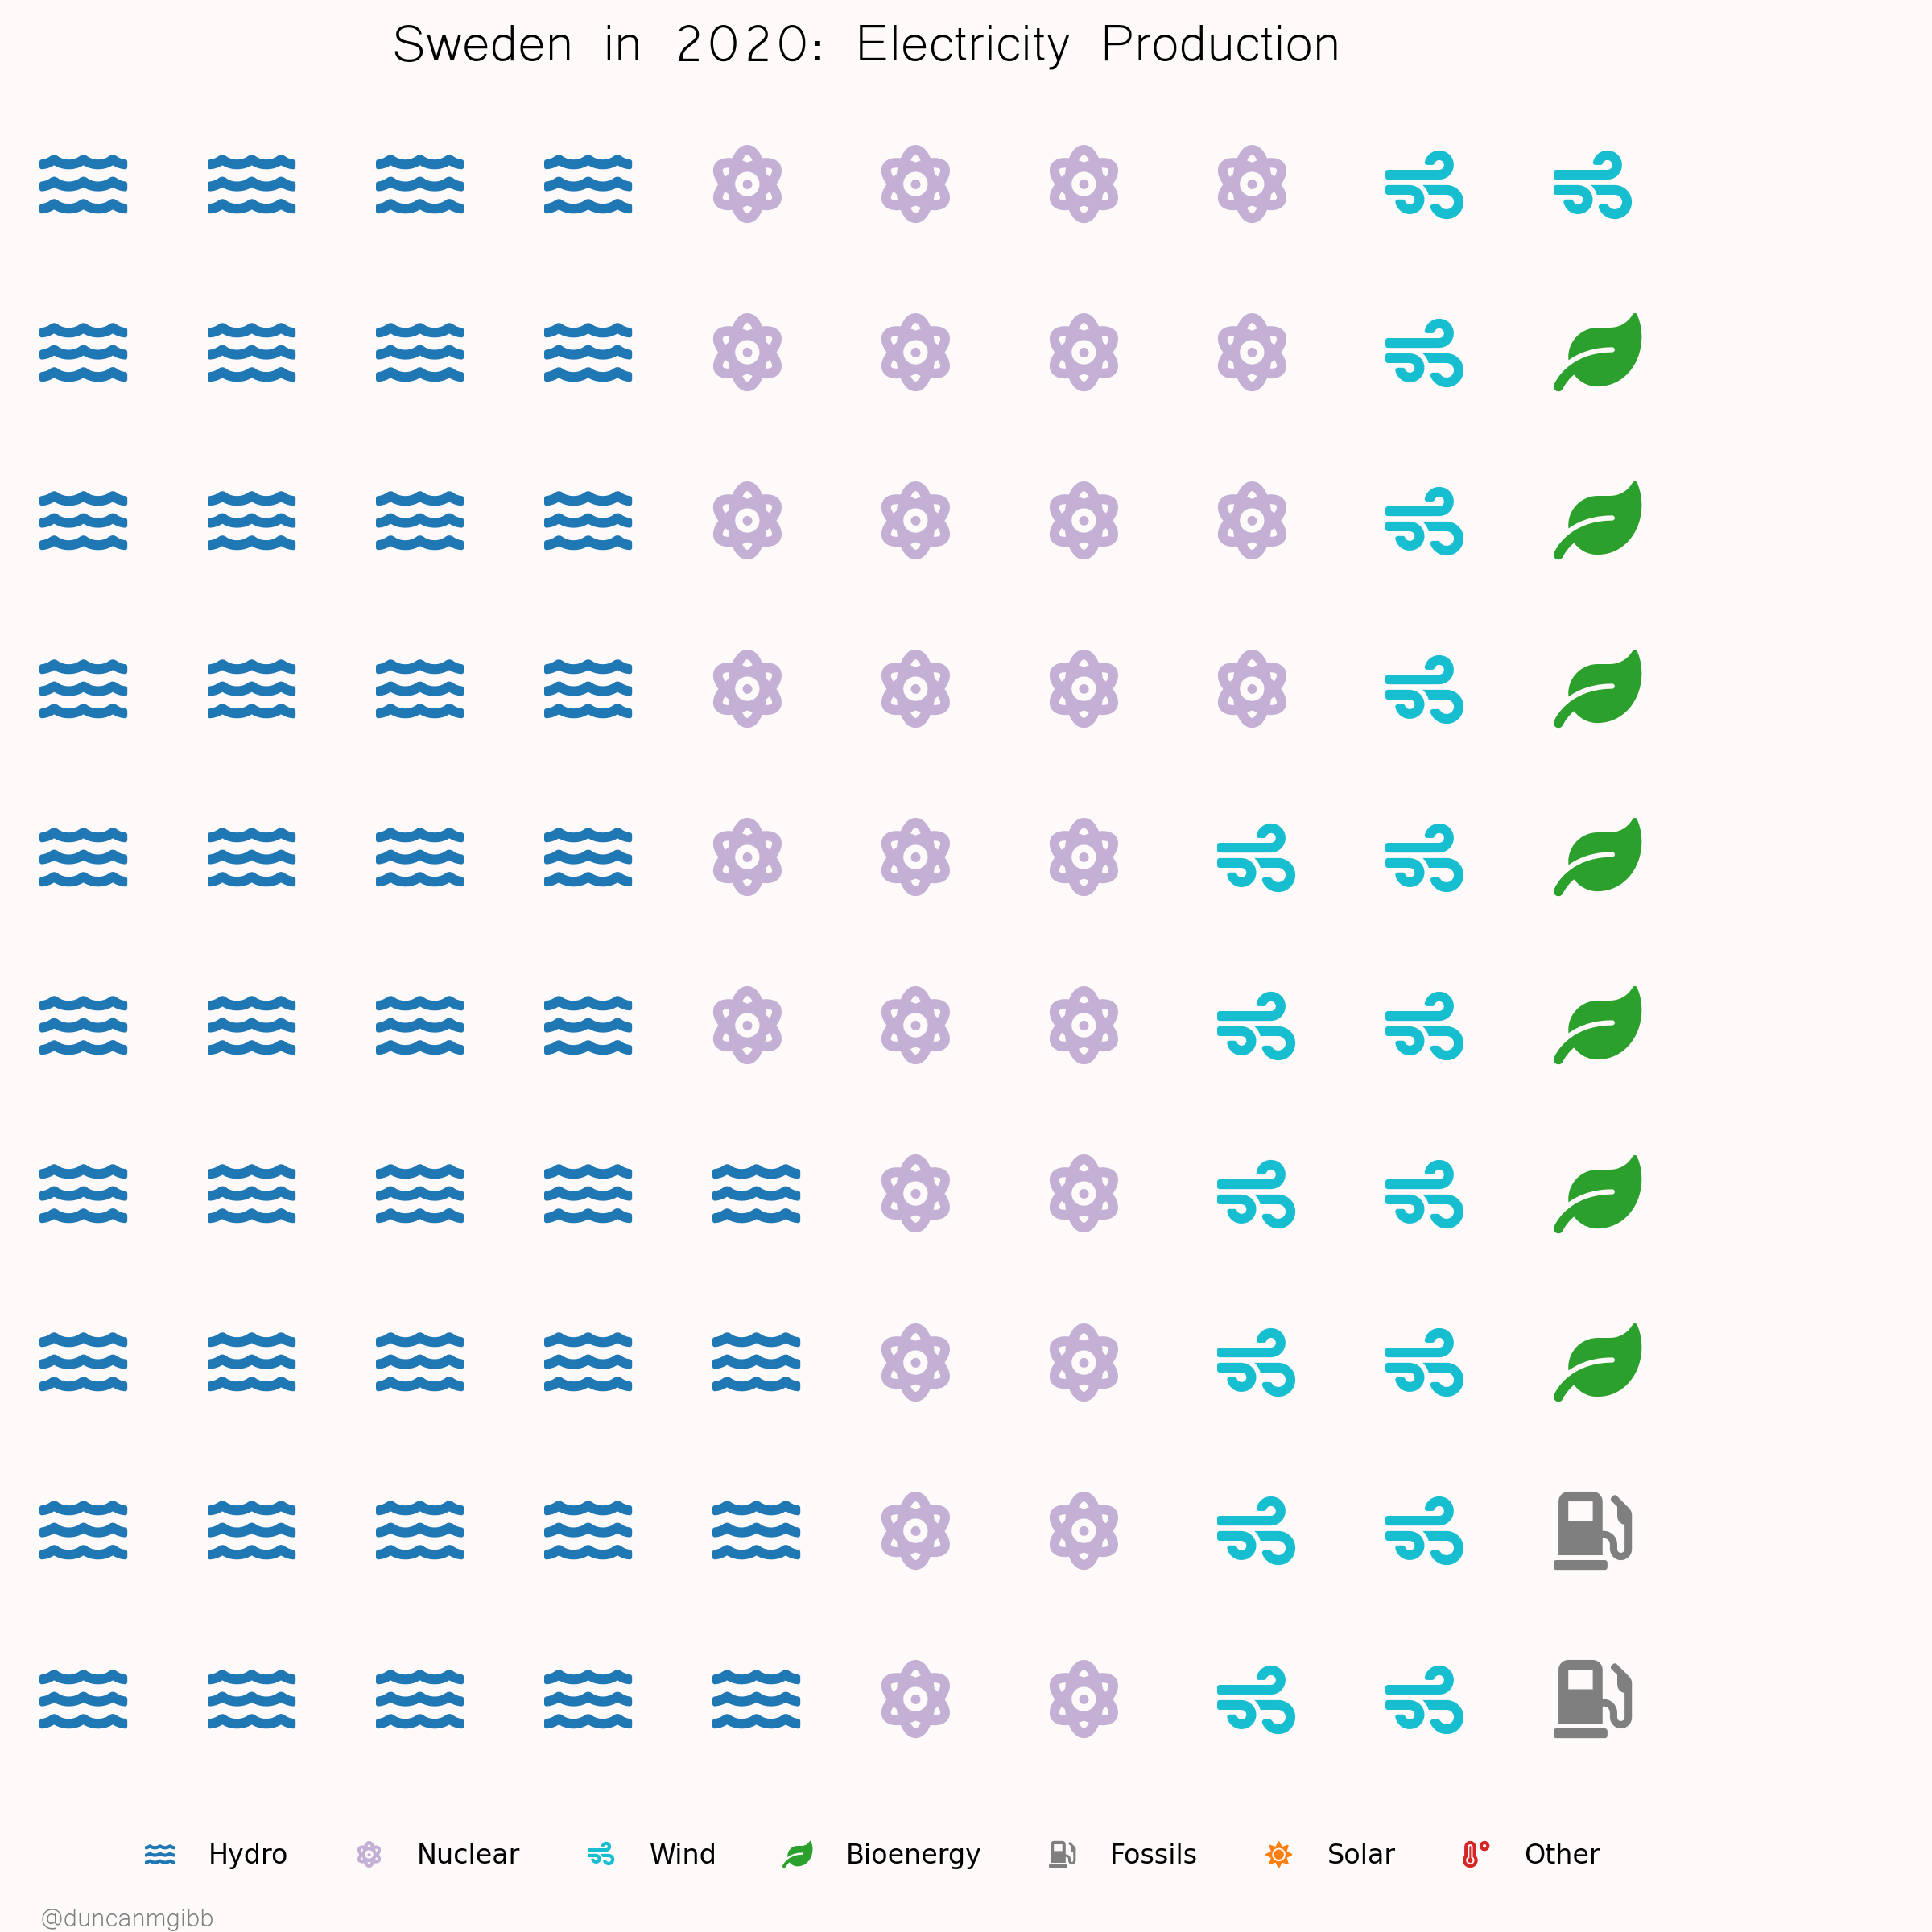 Sweden in 2020: Electricity Production
Hydro Nuclear Wind Bioenergy Fossils Solar Other
@duncanmgibb